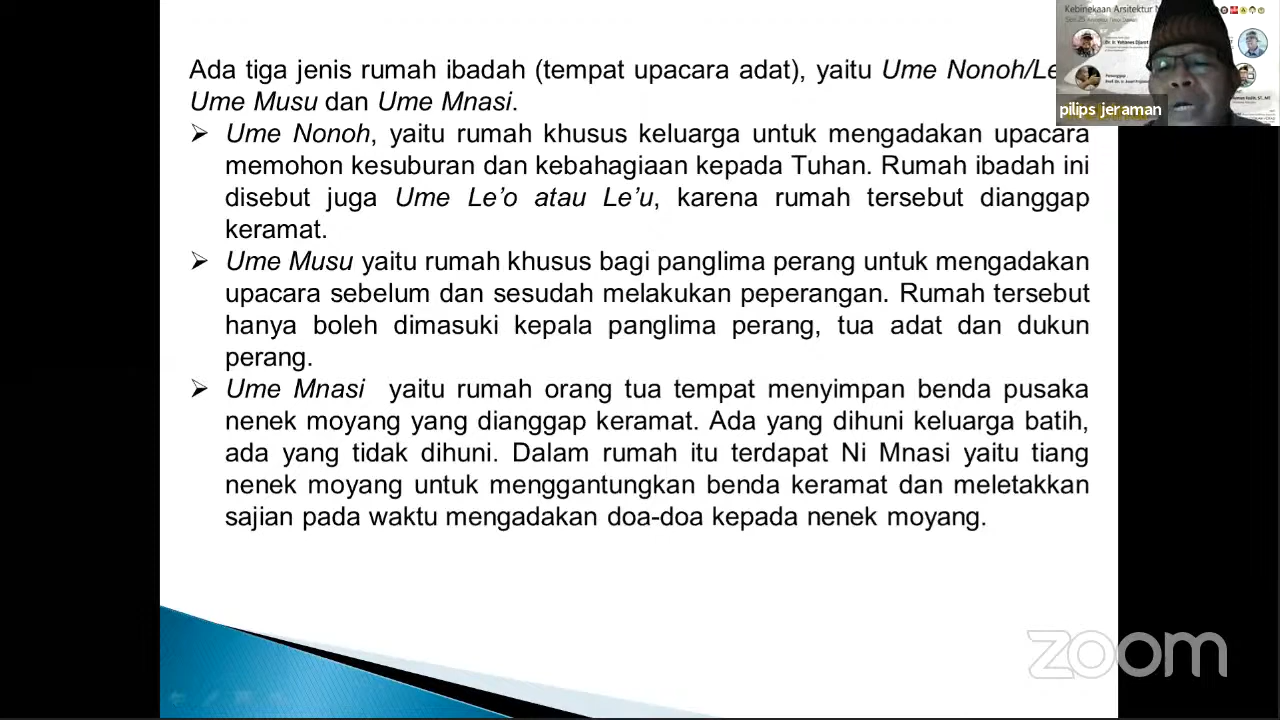 Ada tiga jenis rumah ibadah (tempat upacara adat), yaitu Ume Nonoh/Le
Ume Musu dan Ume Mnasi.
➢ Ume Nonoh, yaitu rumah khusus keluarga untuk mengadakan upacara
memohon kesuburan dan kebahagiaan kepada Tuhan. Rumah ibadah ini
disebut juga Ume Le’o atau Le’u, karena rumah tersebut dianggap
keramat.
➢ Ume Musu yaitu rumah khusus bagi panglima perang untuk mengadakan
upacara sebelum dan sesudah melakukan peperangan. Rumah tersebut
hanya boleh dimasuki kepala panglima perang, tua adat dan dukun
perang.
➢ Ume Mnasi yaitu rumah orang tua tempat menyimpan benda pusaka
nenek moyang yang dianggap keramat. Ada yang dihuni keluarga batih,
ada yang tidak dihuni. Dalam rumah itu terdapat Ni Mnasi yaitu tiang
nenek moyang untuk menggantungkan benda keramat dan meletakkan
sajian pada waktu mengadakan doa-doa kepada nenek moyang.
Kebinekaan Arsitektur
pilips jeraman
zoom